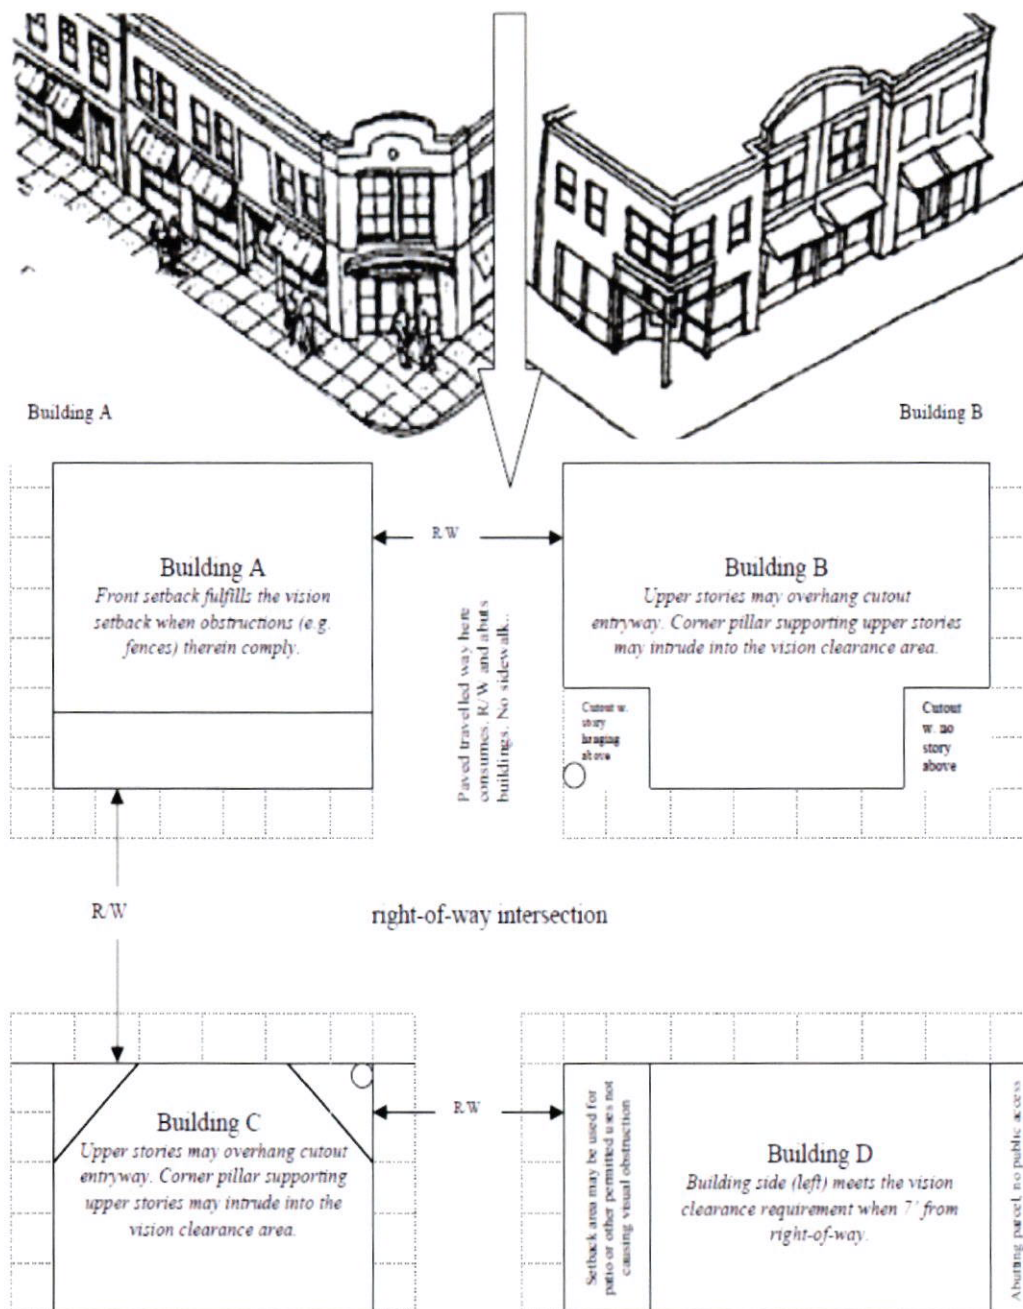 Building A
Building B
R/W
Building A
Front setback fulfills the vision
setback when obstructions (e.g.
fences) therein comply.
Paved travelled way here
consumes. R/W and abuts
buildings. No sidewalk..
Building B
Upper stories may overhang cutout
entryway. Corner pillar supporting upper stories
may intrude into the vision clearance area.
Cutout w.
story
hanging
above
Cutout
w. no
story
above
R/W
right-of-way intersection
Building C
Upper stories may overhang cutout
entryway. Corner pillar supporting
upper stories may intrude into the
vision clearance area.
R/W
Setback area may be used for
patio or other permitted uses not
causing visual obstruction
Building D
Building side (left) meets the vision
clearance requirement when 7' from
right-of-way.
Abutting parcel, no public access